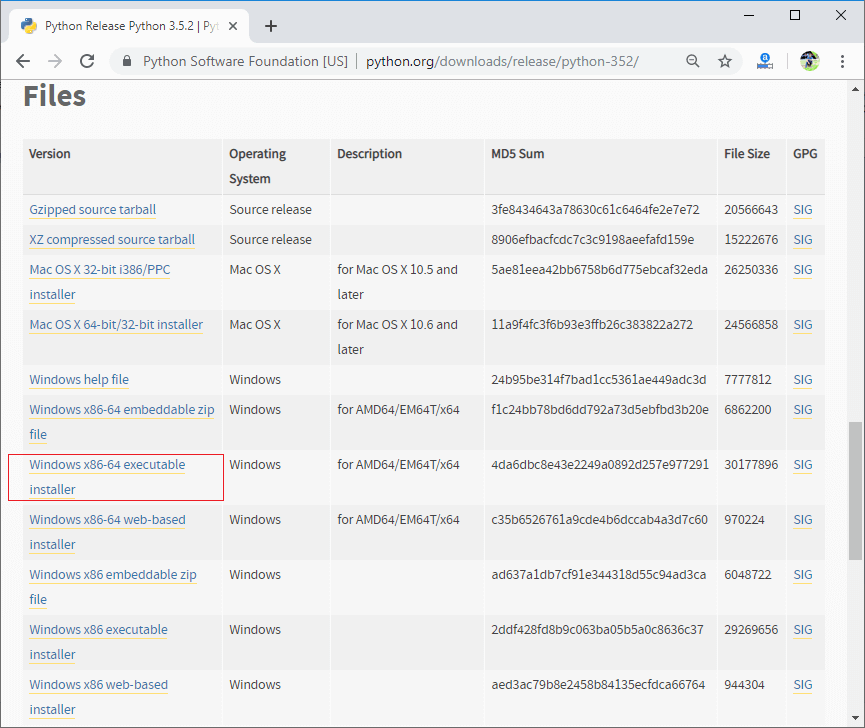 Python Release Python 3.5.2 | Pyt
Python Software Foundation [US] | python.org/downloads/release/python-352/
Files
Version Operating System Description MD5 Sum File Size GPG
Gzipped source tarball Source release 3fe8434643a78630c61c6464fe2e7e72 20566643 SIG
XZ compressed source tarball Source release 8906efbacfcdc7c3c9198aeefafd159e 15222676 SIG
Mac OS X 32-bit i386/PPC installer Mac OS X for Mac OS X 10.5 and later 5ae81eea42bb6758b6d775ebcaf32eda 26250336 SIG
Mac OS X 64-bit/32-bit installer Mac OS X for Mac OS X 10.6 and later 11a9f4fc3f6b93e3ffb26c383822a272 24566858 SIG
Windows help file Windows 24b95be314f7bad1cc5361ae449adc3d 7777812 SIG
Windows x86-64 embeddable zip file Windows for AMD64/EM64T/x64 f1c24bb78bd6dd792a73d5ebfbd3b20e 6862200 SIG
Windows x86-64 executable installer Windows for AMD64/EM64T/x64 4da6dbc8e43e2249a0892d257e977291 30177896 SIG
Windows x86-64 web-based installer Windows for AMD64/EM64T/x64 c35b6526761a9cde4b6dccab4a3d7c60 970224 SIG
Windows x86 embeddable zip file Windows ad637a1db7cf91e344318d55c94ad3ca 6048722 SIG
Windows x86 executable installer Windows 2ddf428fd8b9c063ba05b5a0c8636c37 29269656 SIG
Windows x86 web-based installer Windows aed3ac79b8e2458b84135ecfdca66764 944304 SIG